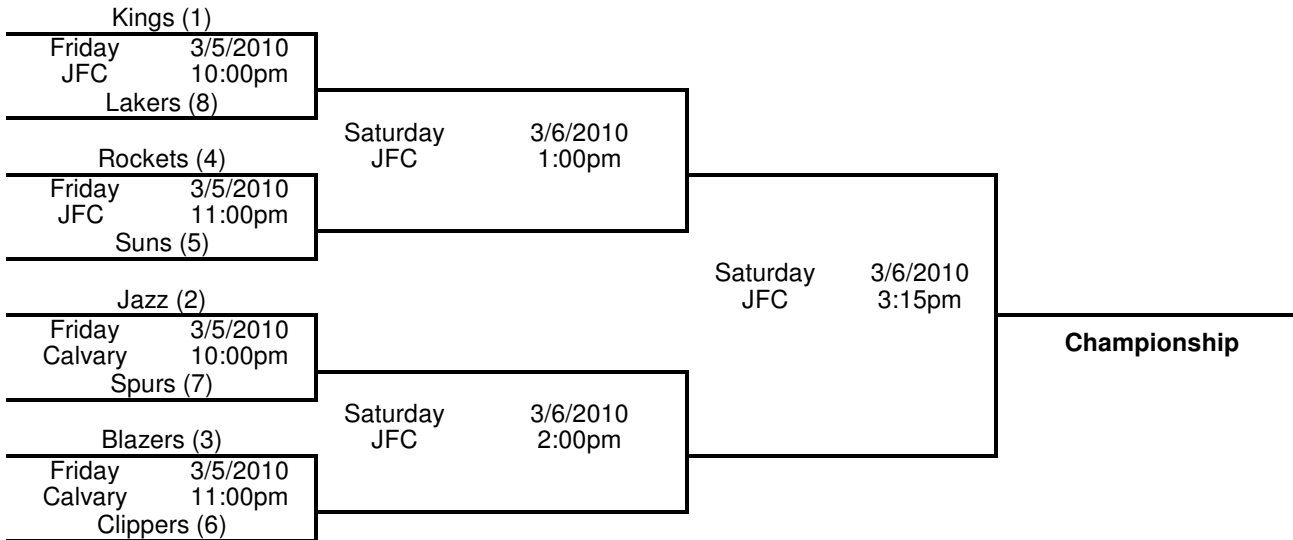 Kings (1)
Friday 3/5/2010
JFC 10:00pm
Lakers (8)
Saturday 3/6/2010
JFC 1:00pm
Rockets (4)
Friday 3/5/2010
JFC 11:00pm
Suns (5)
Saturday 3/6/2010
JFC 3:15pm
Championship
Jazz (2)
Friday 3/5/2010
Calvary 10:00pm
Spurs (7)
Saturday 3/6/2010
JFC 2:00pm
Blazers (3)
Friday 3/5/2010
Calvary 11:00pm
Clippers (6)